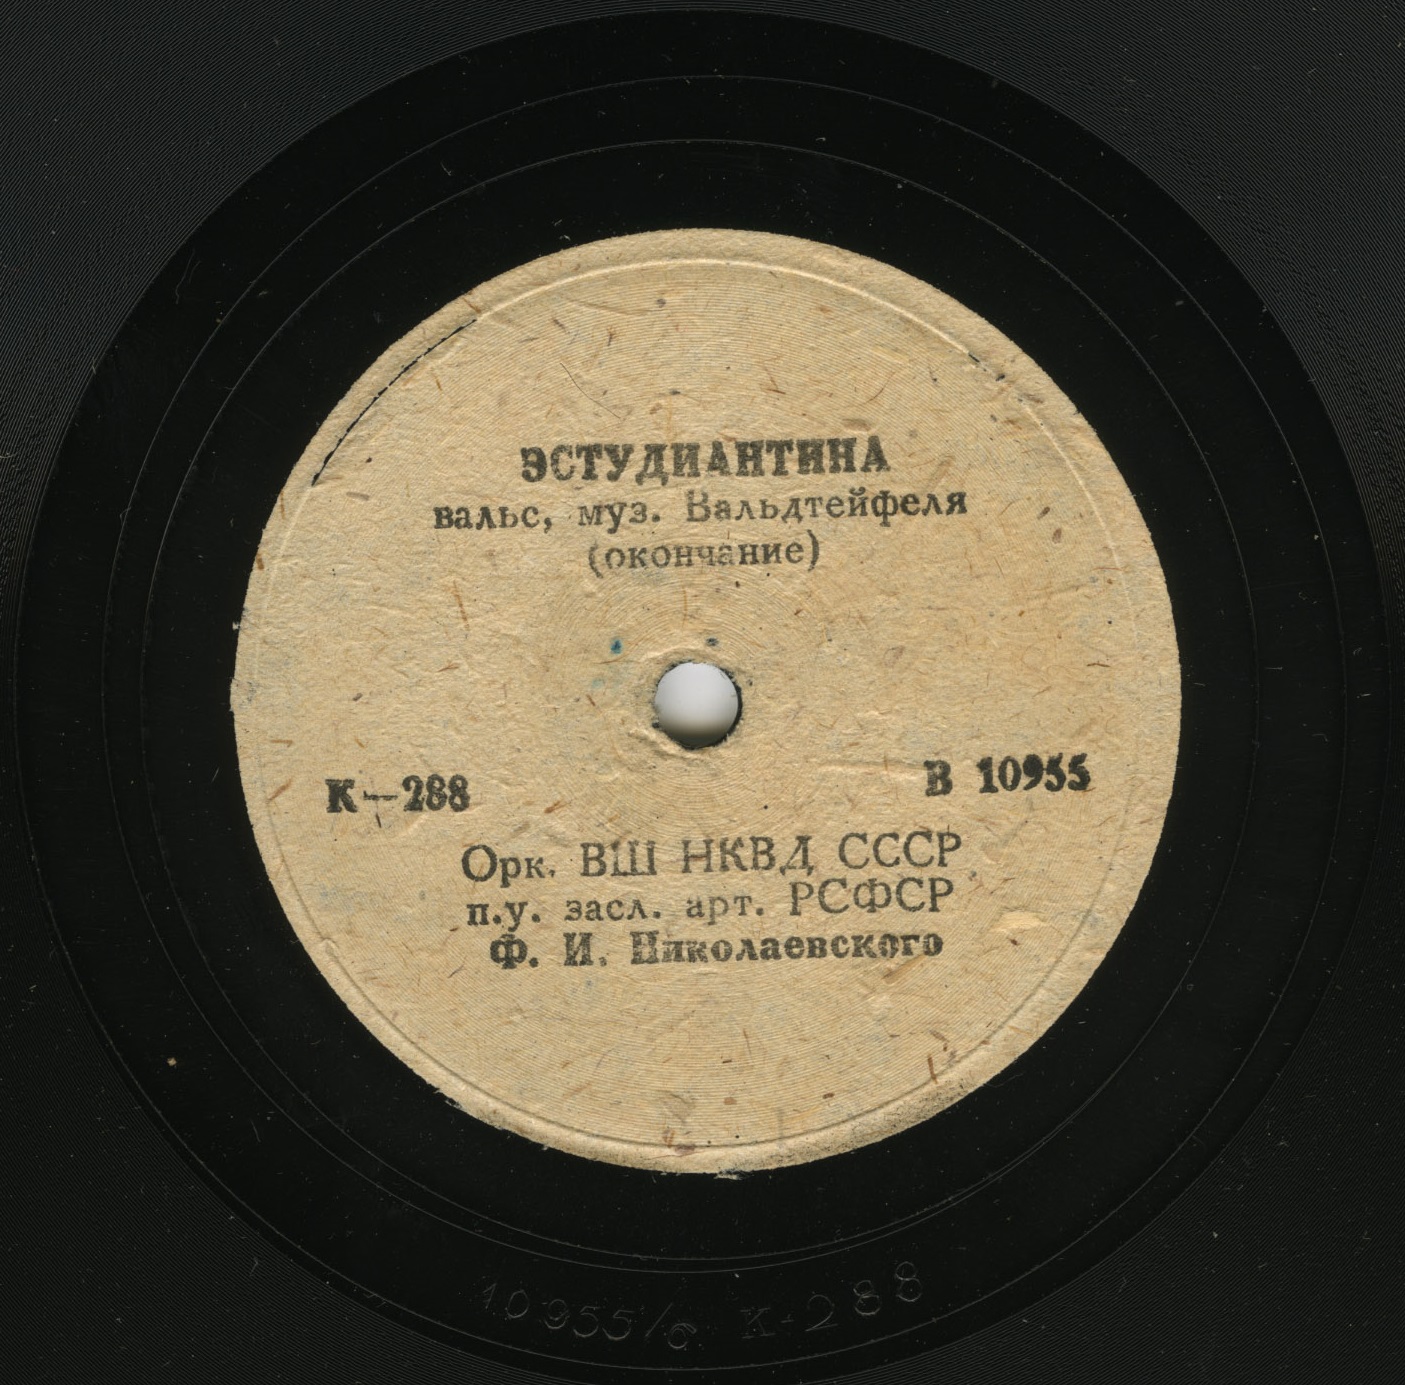 ЭСТУДИАНТИНА
вальс, муз. Вальдтейфеля
(окончание)
К—288
В 10955
Орк. ВШ НКВД СССР
п.у. засл. арт. РСФСР
Ф. И. Николаевского
10955/6 К-288